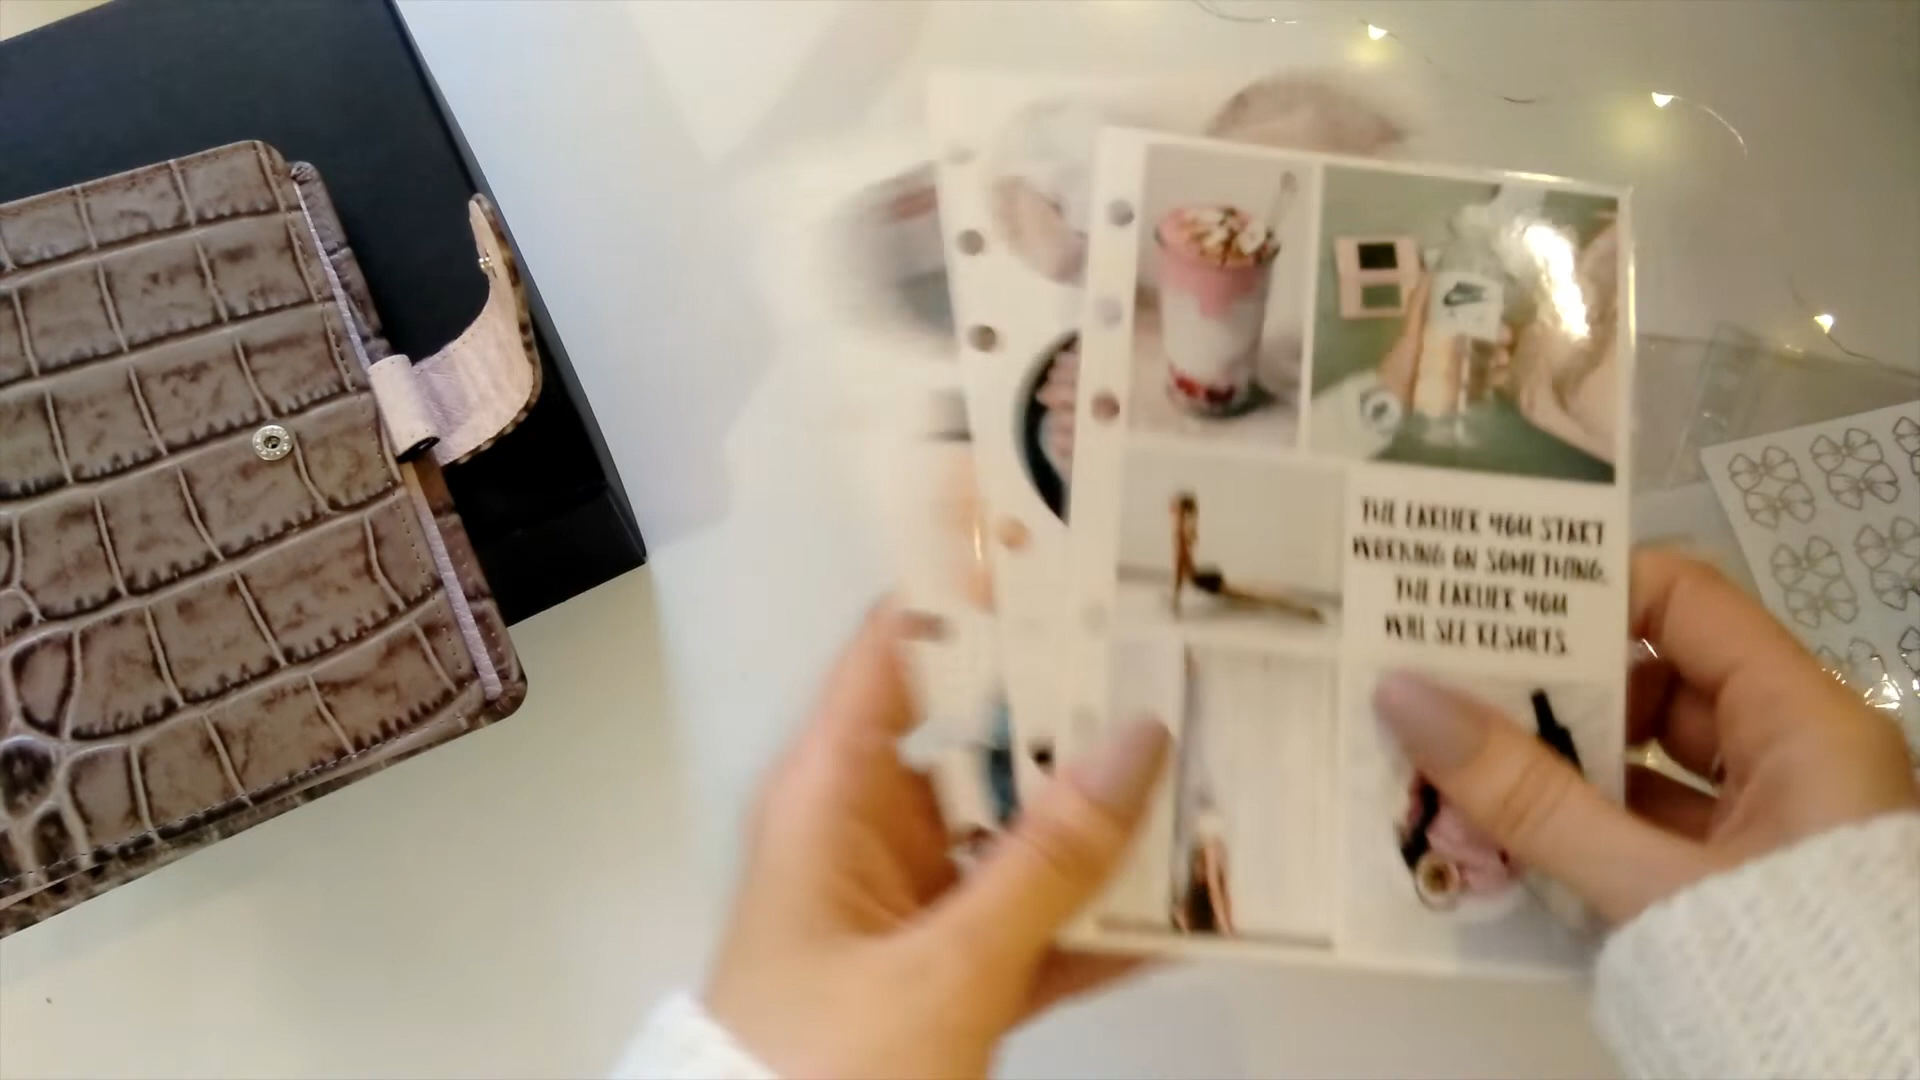 THE EARLIER YOU START
WORKING ON SOMETHING,
THE EARLIER YOU
WILL SEE RESULTS.